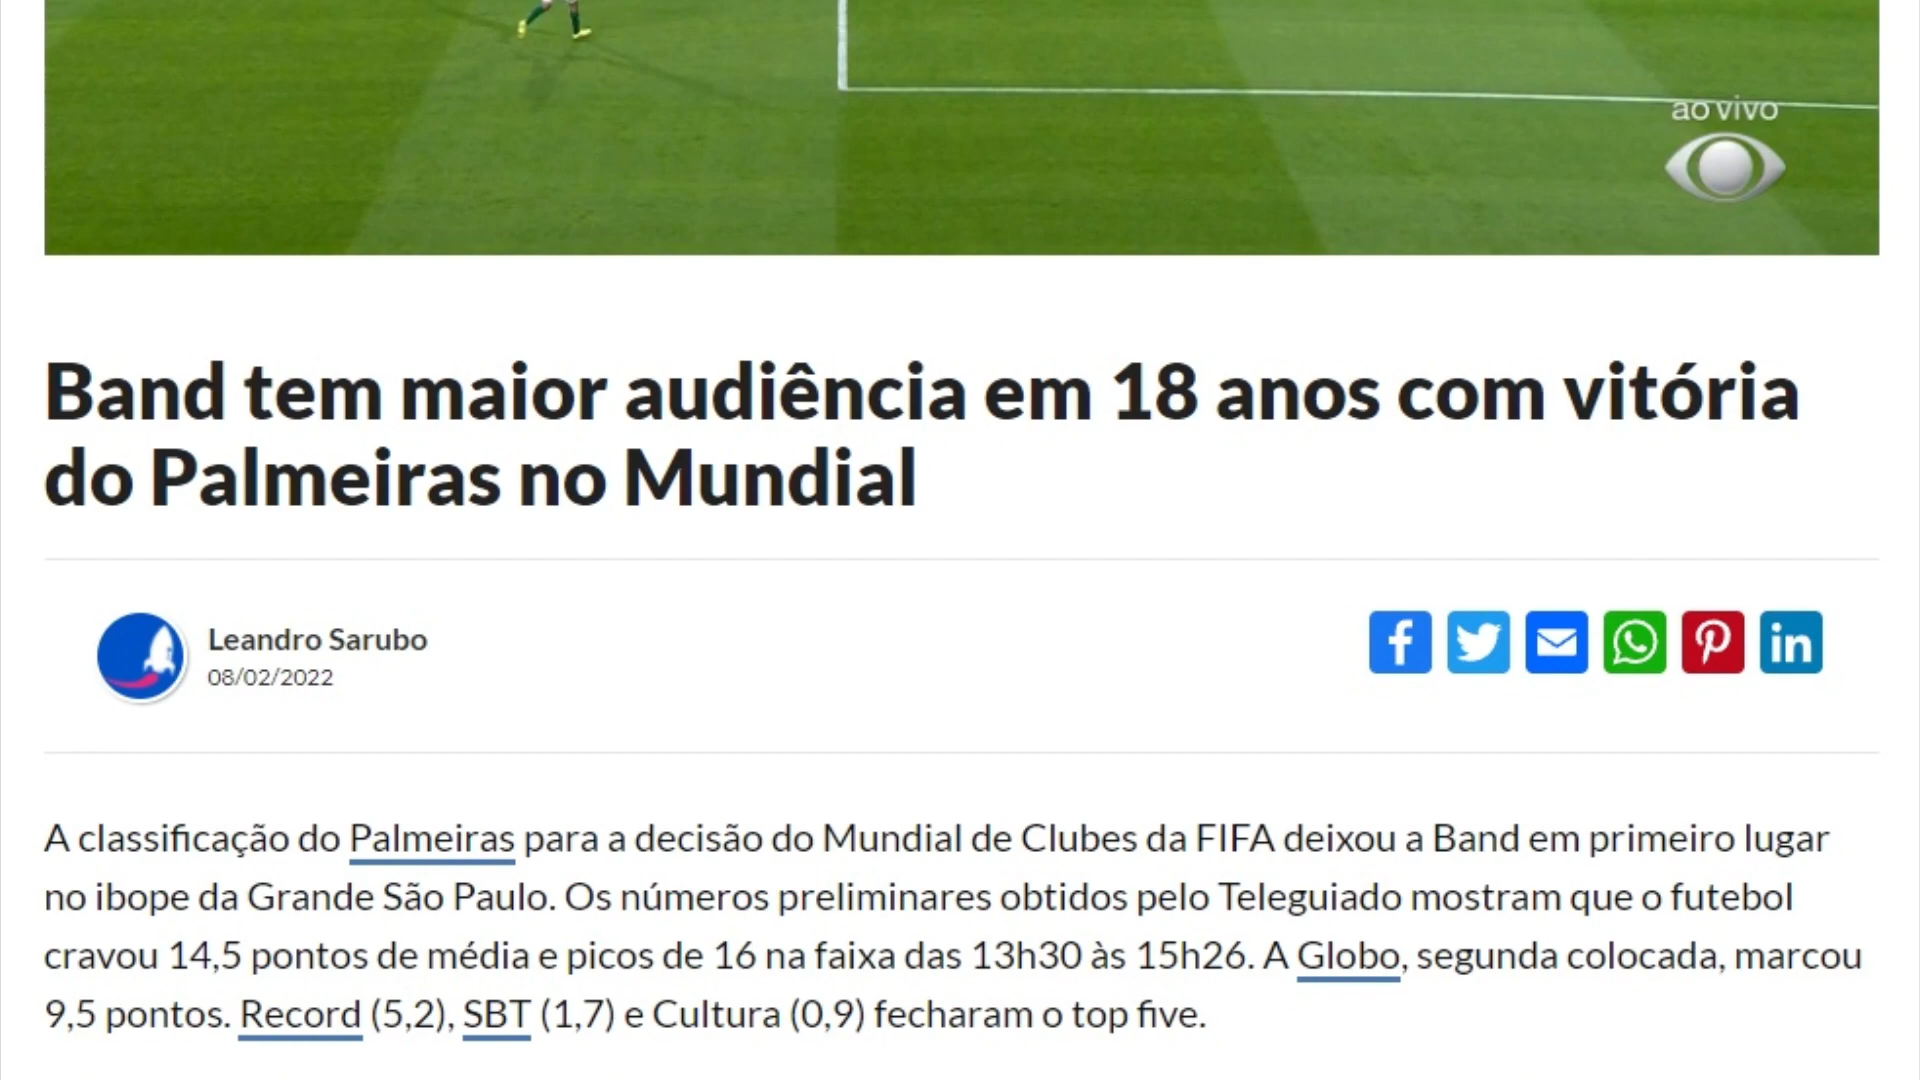 ao vivo
Band tem maior audiência em 18 anos com vitória
do Palmeiras no Mundial
Leandro Sarubo
08/02/2022
A classificação do Palmeiras para a decisão do Mundial de Clubes da FIFA deixou a Band em primeiro lugar
no ibope da Grande São Paulo. Os números preliminares obtidos pelo Teleguiado mostram que o futebol
cravou 14,5 pontos de média e picos de 16 na faixa das 13h30 às 15h26. A Globo, segunda colocada, marcou
9,5 pontos. Record (5,2), SBT (1,7) e Cultura (0,9) fecharam o top five.